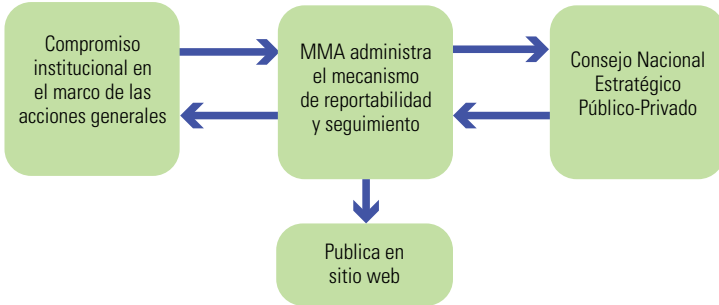 Compromiso
institucional en
el marco de las
acciones generales
MMA administra
el mecanismo
de reportabilidad
y seguimiento
Consejo Nacional
Estratégico
Público-Privado
Publica en
sitio web